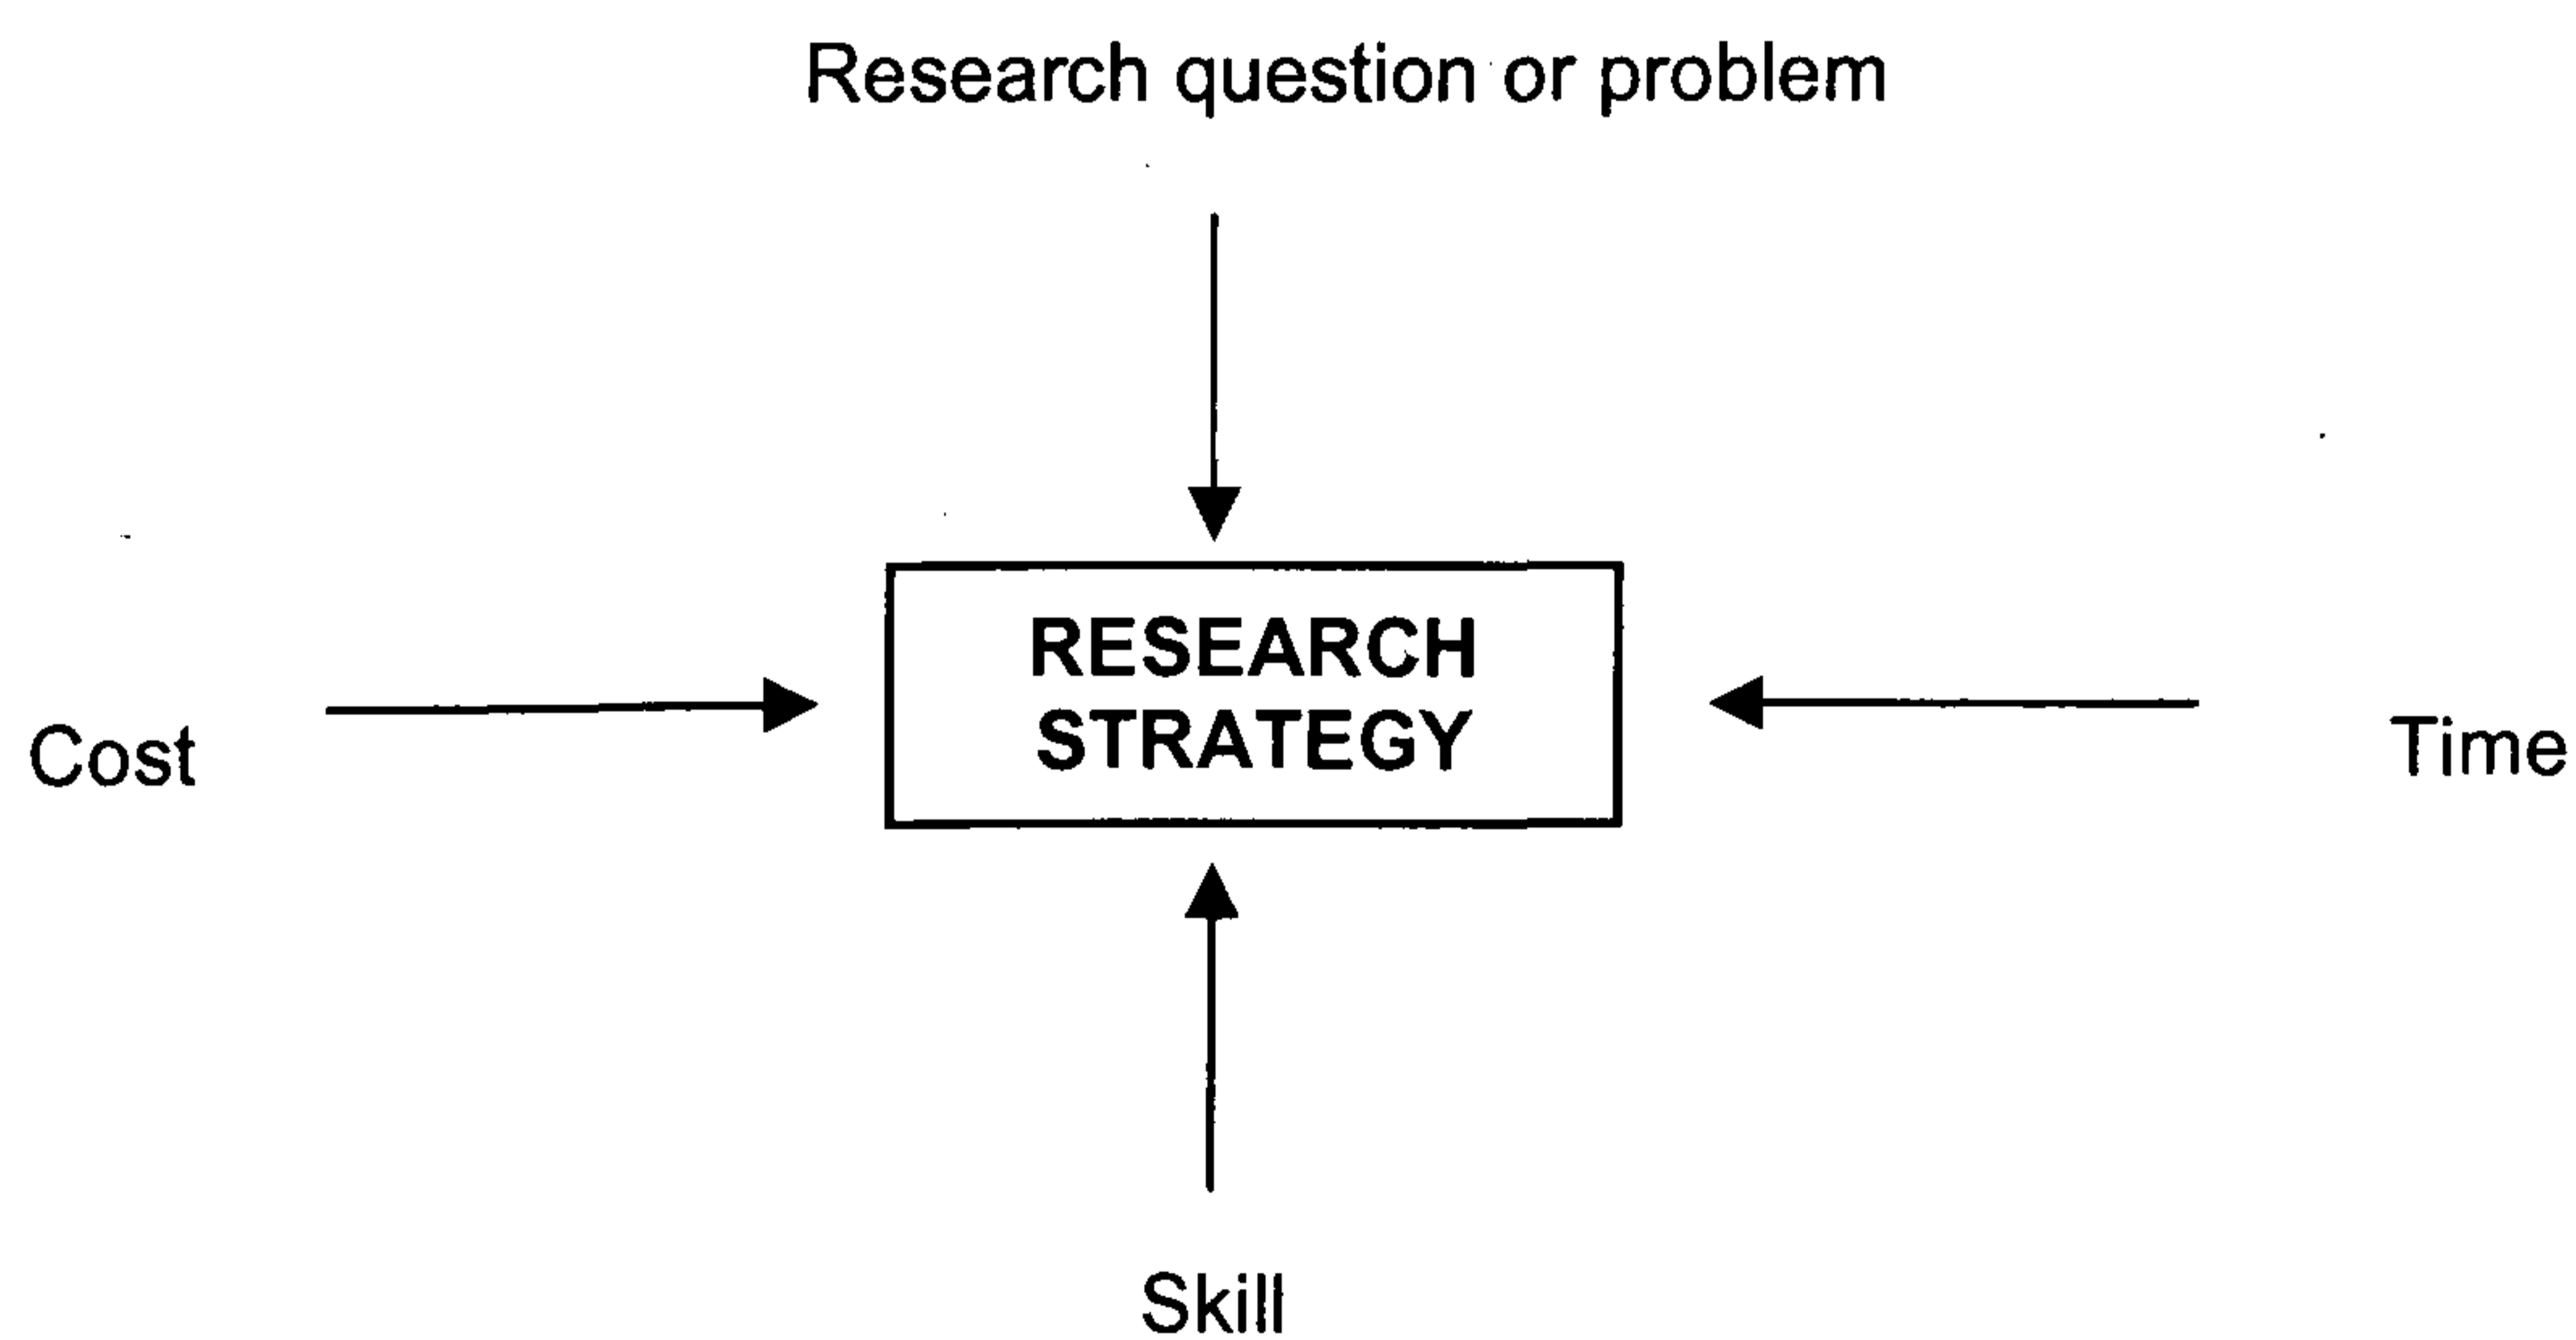 Research question or problem
RESEARCH
STRATEGY
Cost
Time
Skill